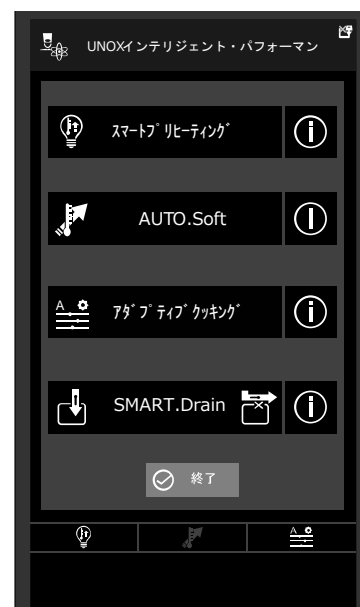 UNOXインテリジェント・パフォーマン
スマートプリヒーティング
AUTO.Soft
アダプティブクッキング
SMART.Drain
終了